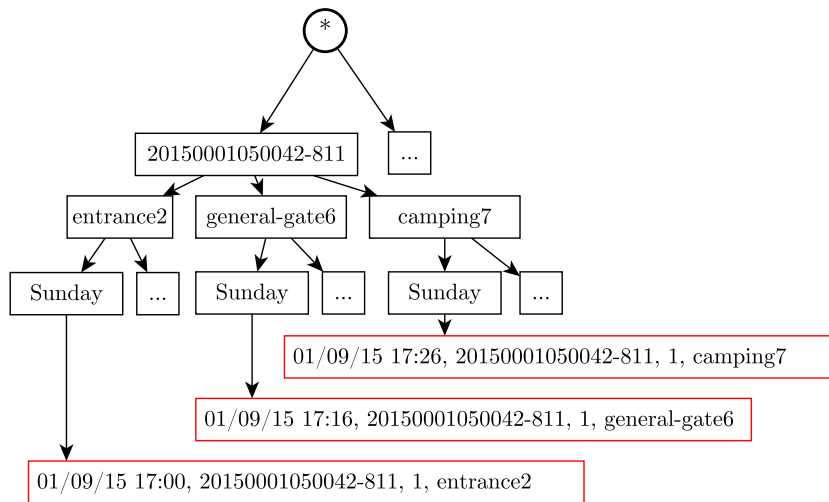 *
20150001050042-811
...
entrance2
general-gate6
camping7
Sunday
...
Sunday
...
Sunday
...
01/09/15 17:26, 20150001050042-811, 1, camping7
01/09/15 17:16, 20150001050042-811, 1, general-gate6
01/09/15 17:00, 20150001050042-811, 1, entrance2